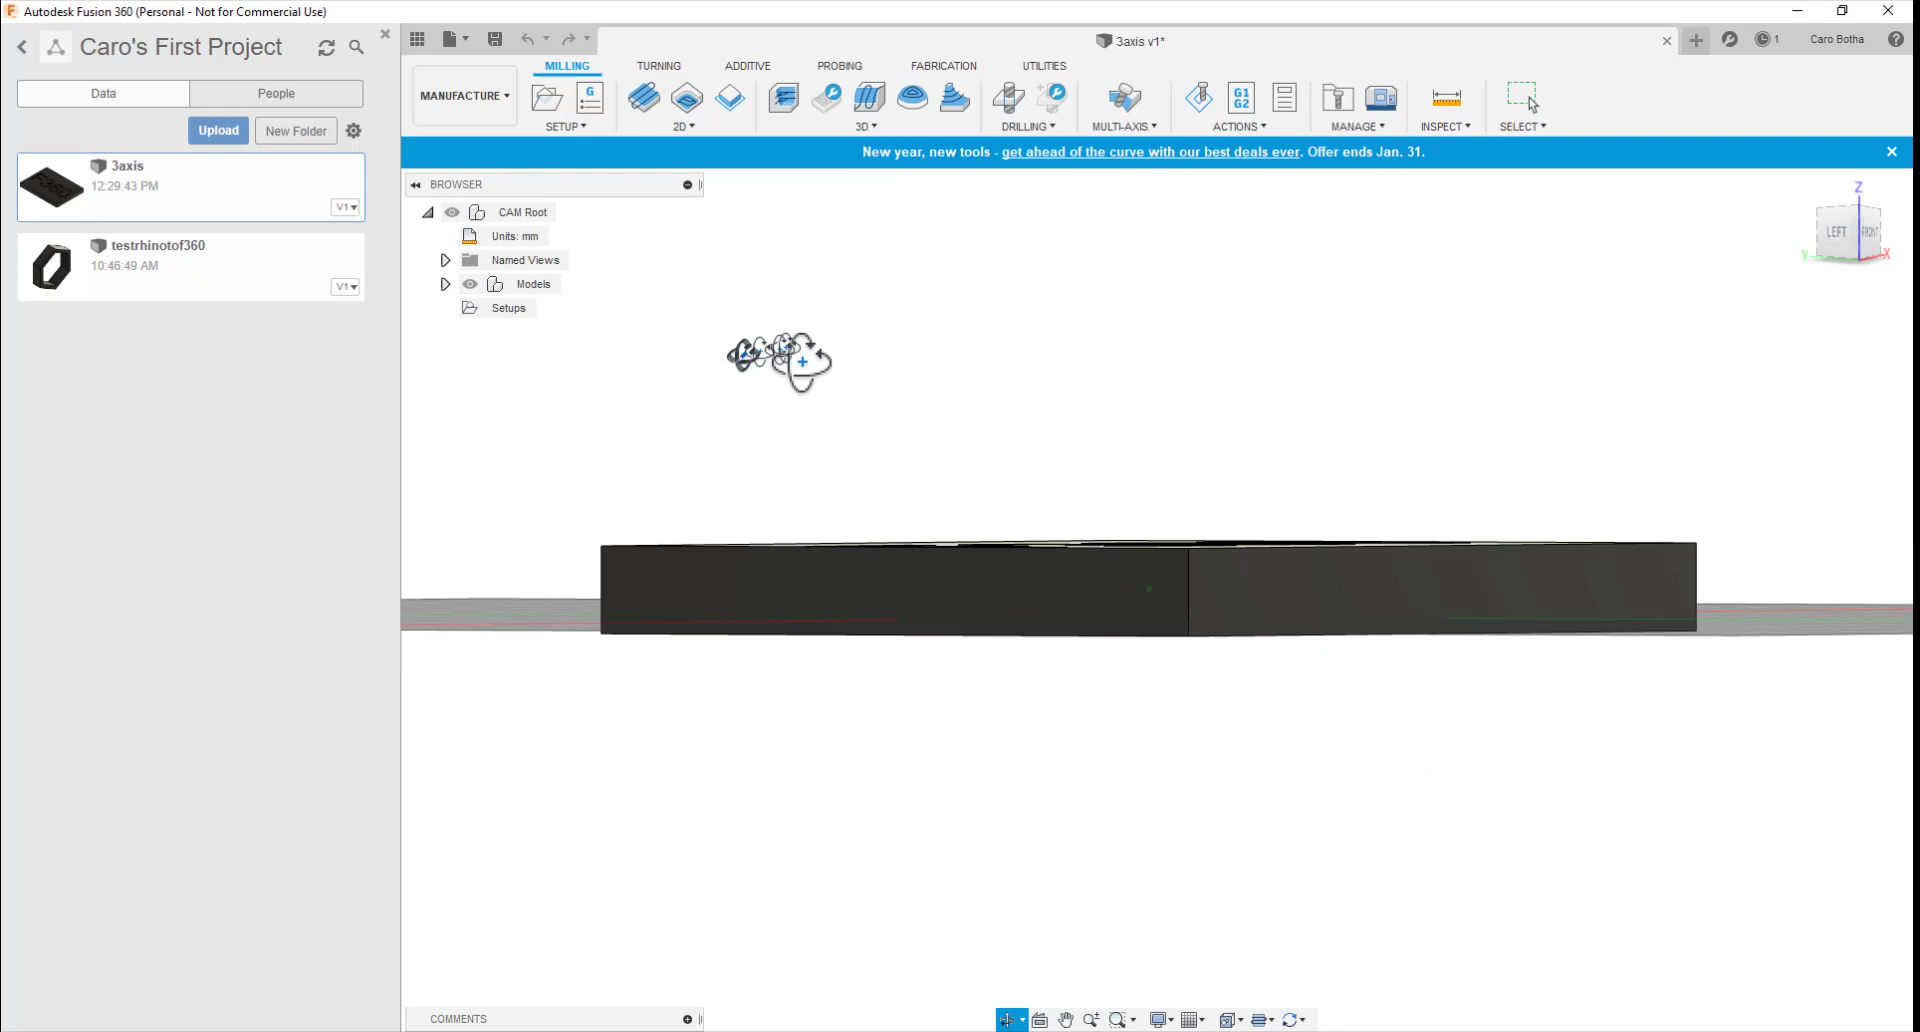 Autodesk Fusion 360 (Personal - Not for Commercial Use)
Caro's First Project
Data
People
Upload
New Folder
3axis
12:29:43 PM
V1
testrhinotof360
10:46:49 AM
V1
3axis v1*
1
Caro Botha
MANUFACTURE
MILLING
TURNING
ADDITIVE
PROBING
FABRICATION
UTILITIES
G
G1
G2
SETUP
2D
3D
DRILLING
MULTI-AXIS
ACTIONS
MANAGE
INSPECT
SELECT
New year, new tools - get ahead of the curve with our best deals ever. Offer ends Jan. 31.
BROWSER
CAM Root
Units: mm
Named Views
Models
Setups
Z
LEFT
FRONT
Y
X
COMMENTS